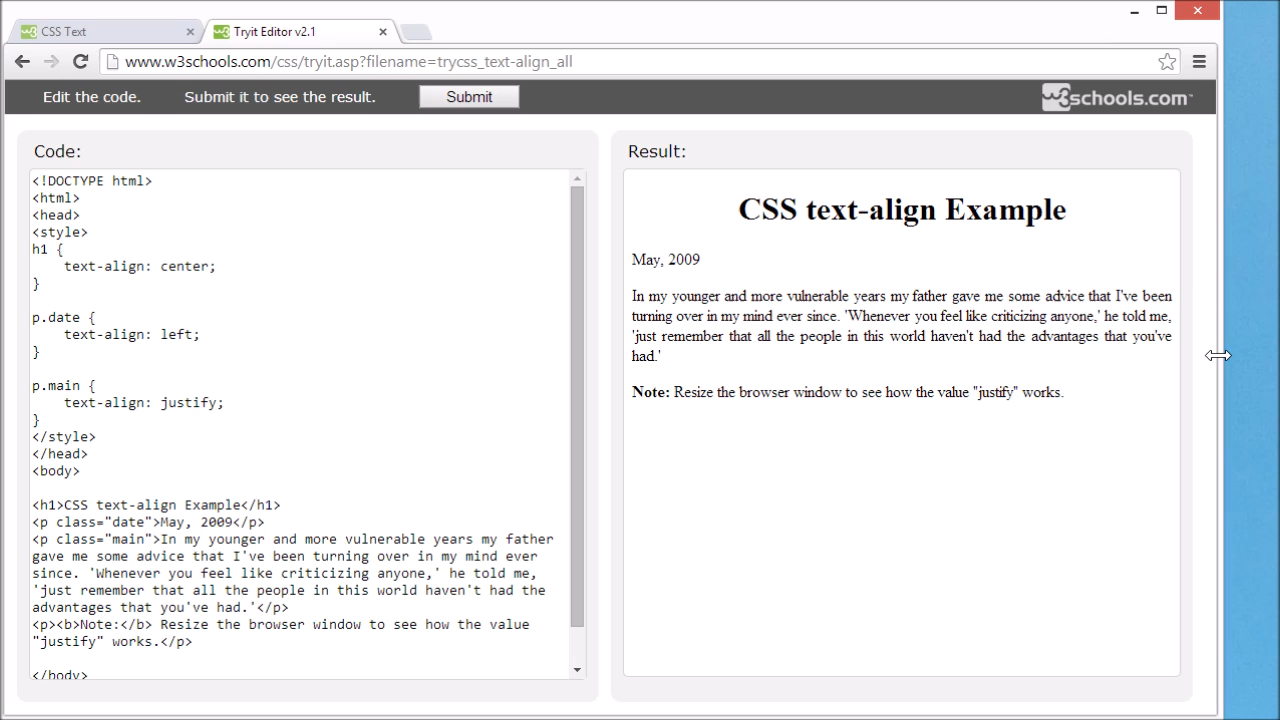 CSS Text
Tryit Editor v2.1
www.w3schools.com/css/tryit.asp?filename=trycss_text-align_all
Edit the code. Submit it to see the result. Submit
w3schools.com
Code:
<!DOCTYPE html>
<html>
<head>
<style>
h1 {
    text-align: center;
}

p.date {
    text-align: left;
}

p.main {
    text-align: justify;
}
</style>
</head>
<body>

<h1>CSS text-align Example</h1>
<p class="date">May, 2009</p>
<p class="main">In my younger and more vulnerable years my father
gave me some advice that I've been turning over in my mind ever
since. 'Whenever you feel like criticizing anyone,' he told me,
'just remember that all the people in this world haven't had the
advantages that you've had.'</p>
<p><b>Note:</b> Resize the browser window to see how the value
"justify" works.</p>

</body>
Result:
CSS text-align Example
May, 2009
In my younger and more vulnerable years my father gave me some advice that I've been
turning over in my mind ever since. 'Whenever you feel like criticizing anyone,' he told me,
'just remember that all the people in this world haven't had the advantages that you've
had.'
Note: Resize the browser window to see how the value "justify" works.